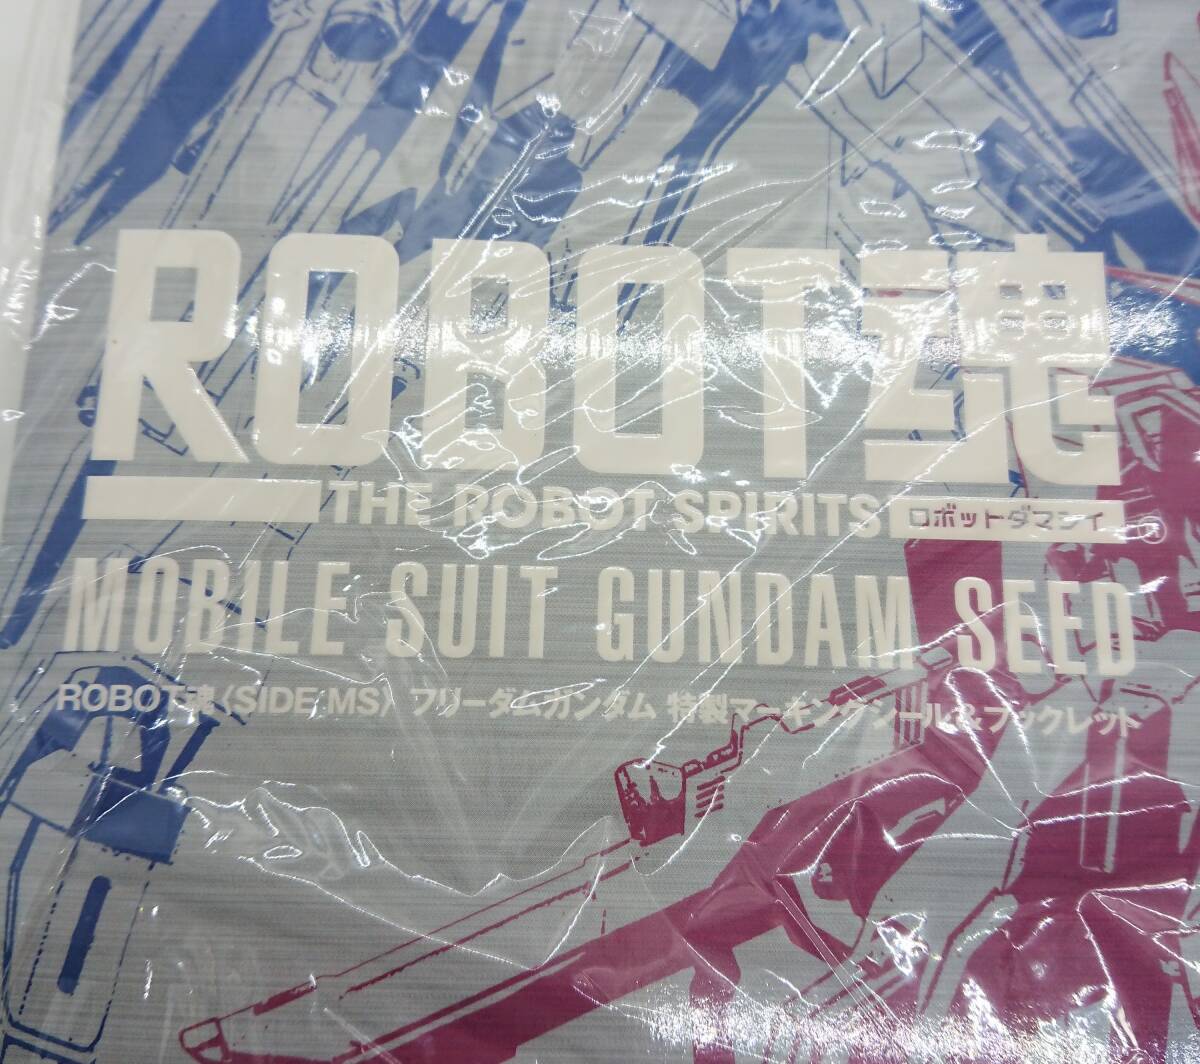 ROBOT魂
THE ROBOT SPIRITS ロボットダマシイ
MOBILE SUIT GUNDAM SEED
ROBOT魂〈SIDE MS〉 フリーダムガンダム 特製マーキングシール&ブックレット